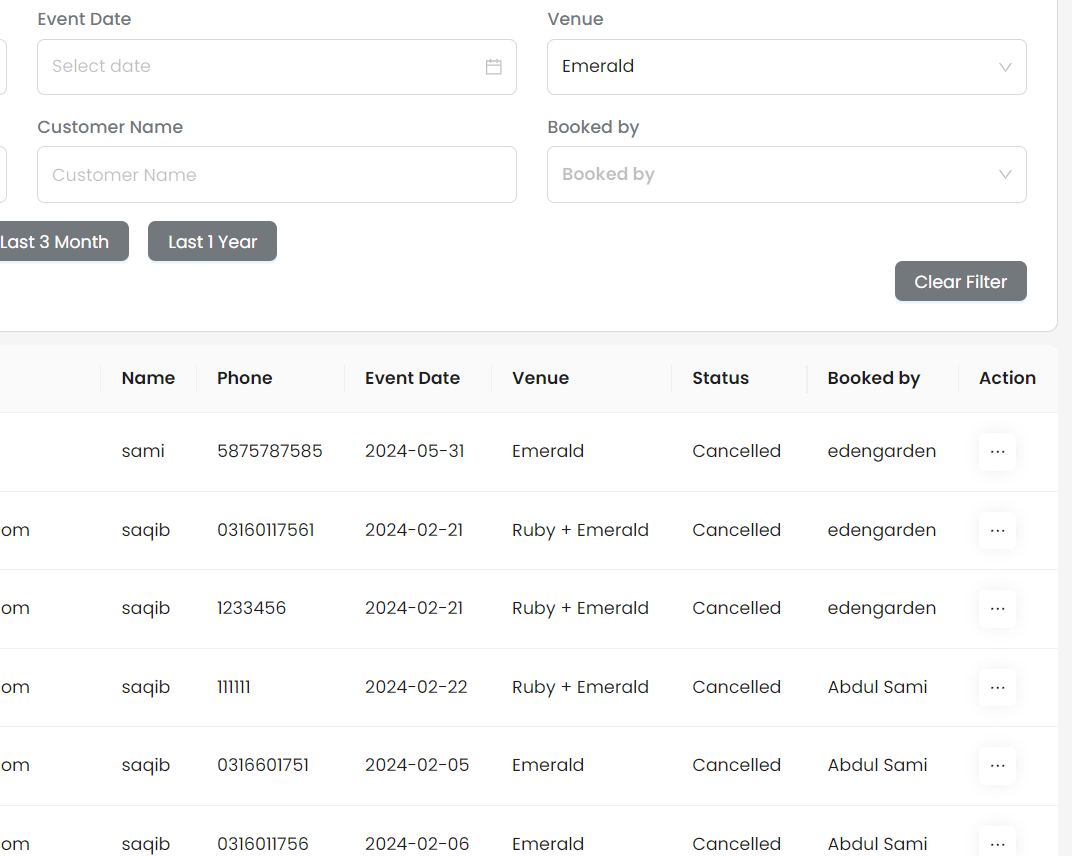 Event Date Venue
Select date Emerald
Customer Name Booked by
Customer Name Booked by
Last 3 Month Last 1 Year
Clear Filter
Name Phone Event Date Venue Status Booked by Action
sami 5875787585 2024-05-31 Emerald Cancelled edengarden ...
om saqib 03160117561 2024-02-21 Ruby + Emerald Cancelled edengarden ...
om saqib 1233456 2024-02-21 Ruby + Emerald Cancelled edengarden ...
om saqib 111111 2024-02-22 Ruby + Emerald Cancelled Abdul Sami ...
om saqib 0316601751 2024-02-05 Emerald Cancelled Abdul Sami ...
om saqib 0316011756 2024-02-06 Emerald Cancelled Abdul Sami ...